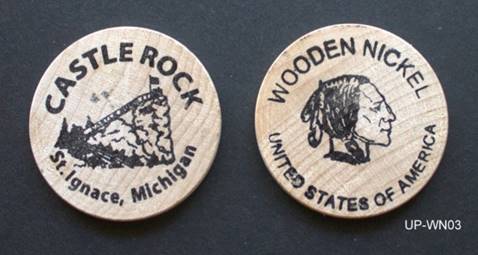 CASTLE ROCK
St. Ignace, Michigan
WOODEN NICKEL
UNITED STATES OF AMERICA
UP-WN03